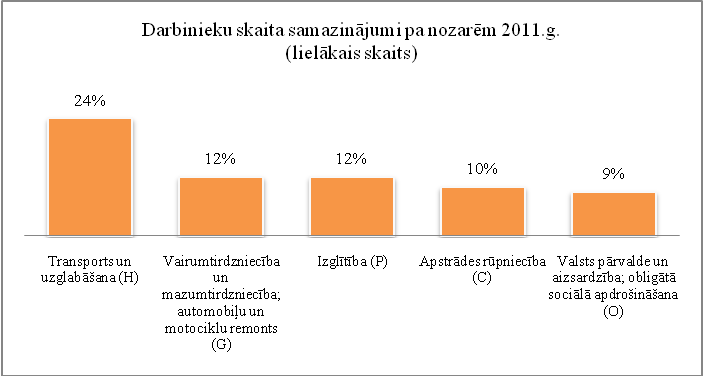 Darbinieku skaita samazinājumi pa nozarēm 2011.g.
(lielākais skaits)
24%
12%
12%
10%
9%
Transports un
uzglabāšana (H)
Vairumtirdzniecība
un
mazumtirdzniecība;
automobiļu un
motociklu remonts
(G)
Izglītība (P)
Apstrādes rūpniecība
(C)
Valsts pārvalde un
aizsardzība; obligātā
sociālā apdrošināšana
(O)